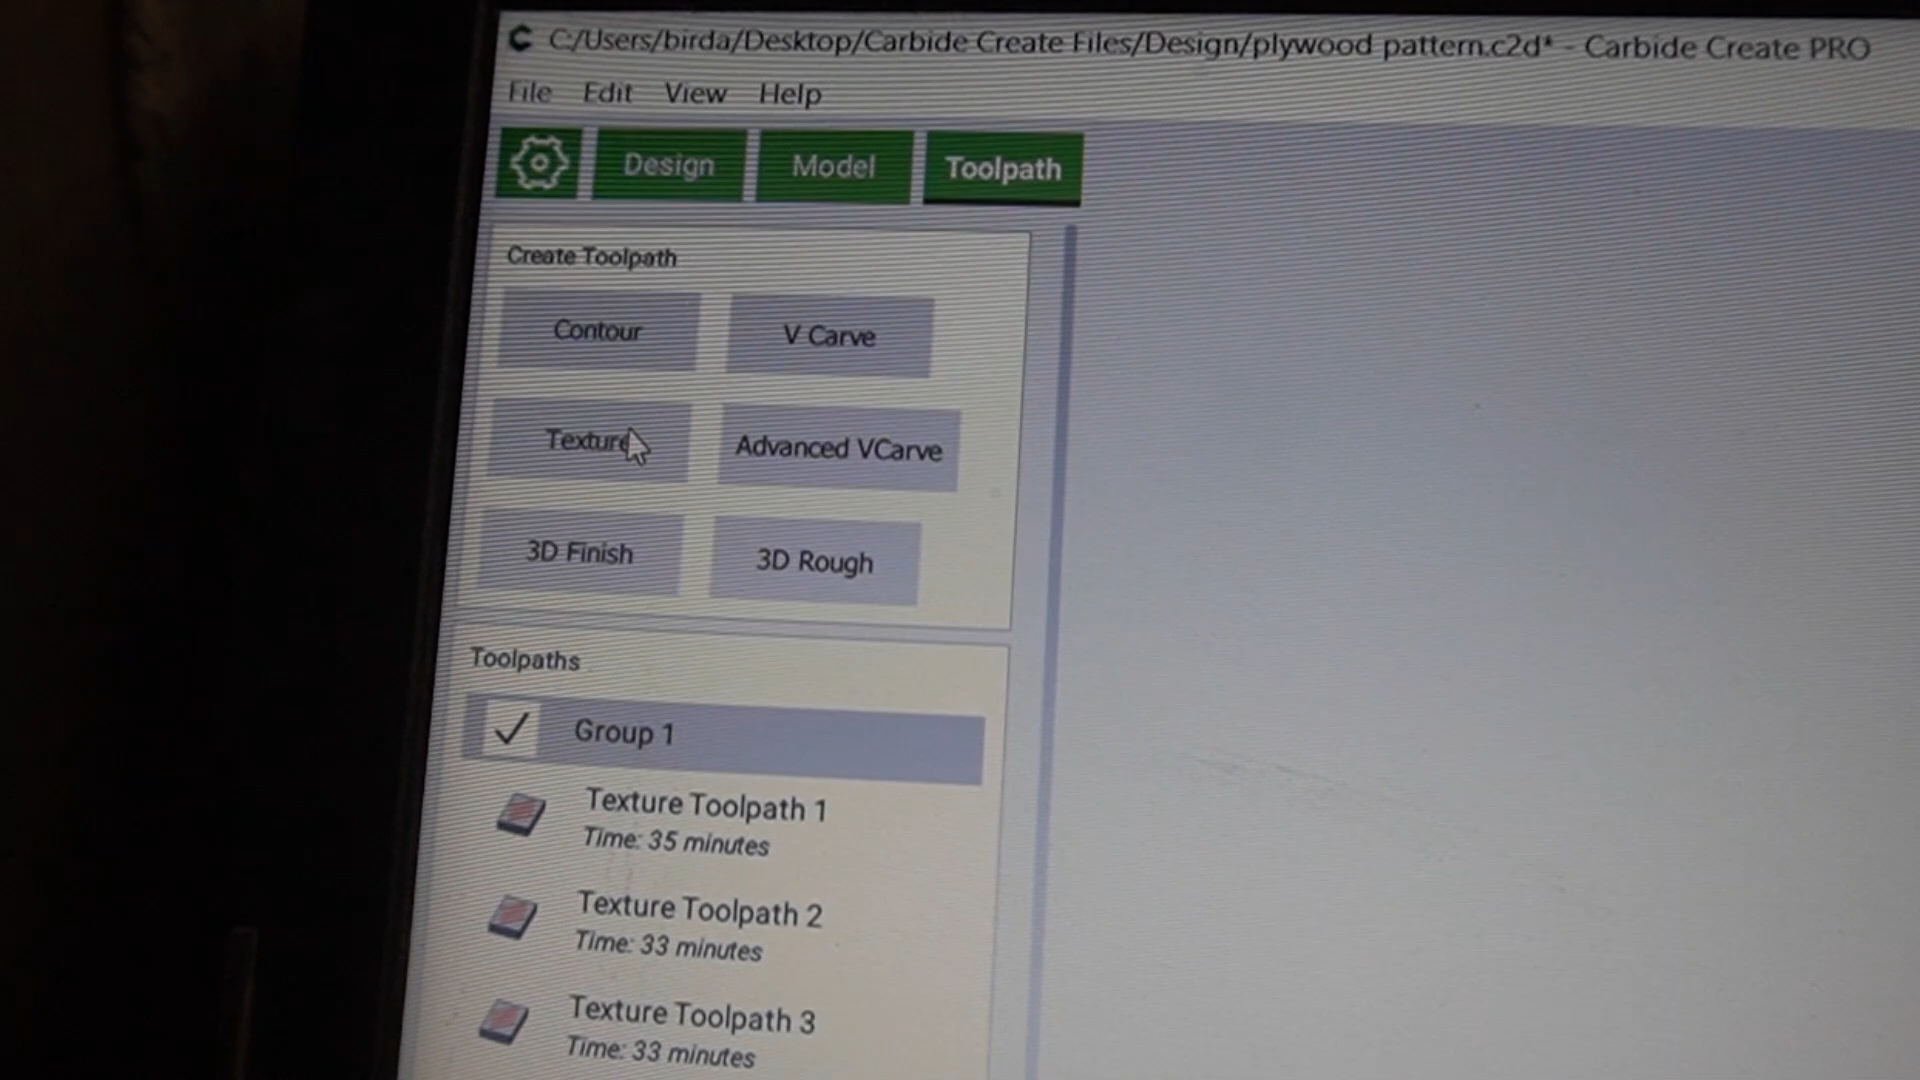 C:/Users/birda/Desktop/Carbide Create Files/Design/plywood pattern.c2d* - Carbide Create PRO
File Edit View Help
Design Model Toolpath
Create Toolpath
Contour V Carve
Texture Advanced VCarve
3D Finish 3D Rough
Toolpaths
Group 1
Texture Toolpath 1
Time: 35 minutes
Texture Toolpath 2
Time: 33 minutes
Texture Toolpath 3
Time: 33 minutes